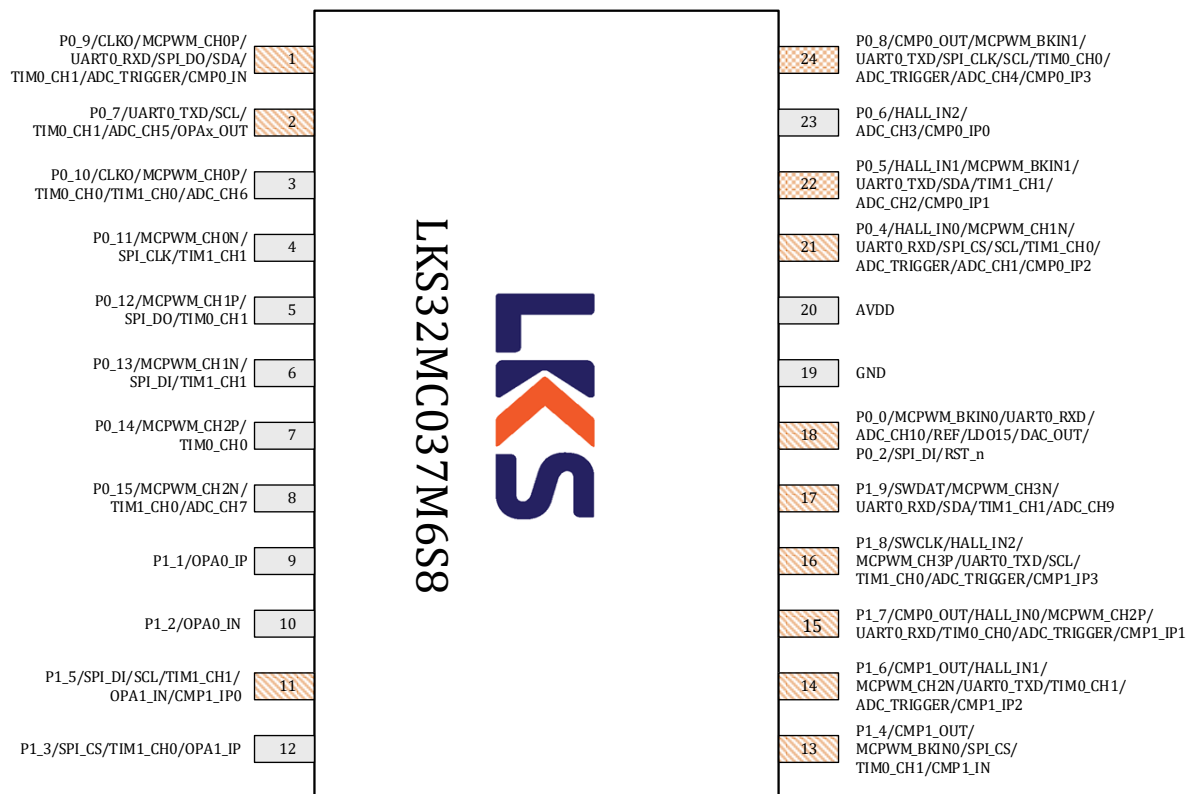 P0_9/CLKO/MCPWM_CH0P/
UART0_RXD/SPI_DO/SDA/
TIM0_CH1/ADC_TRIGGER/CMP0_IN
1
P0_7/UART0_TXD/SCL/
TIM0_CH1/ADC_CH5/OPAx_OUT
2
P0_10/CLKO/MCPWM_CH0P/
TIM0_CH0/TIM1_CH0/ADC_CH6
3
P0_11/MCPWM_CH0N/
SPI_CLK/TIM1_CH1
4
P0_12/MCPWM_CH1P/
SPI_DO/TIM0_CH1
5
P0_13/MCPWM_CH1N/
SPI_DI/TIM1_CH1
6
P0_14/MCPWM_CH2P/
TIM0_CH0
7
P0_15/MCPWM_CH2N/
TIM1_CH0/ADC_CH7
8
P1_1/OPA0_IP
9
P1_2/OPA0_IN
10
P1_5/SPI_DI/SCL/TIM1_CH1/
OPA1_IN/CMP1_IP0
11
P1_3/SPI_CS/TIM1_CH0/OPA1_IP
12
LKS32MC037M6S8
LKS
24
P0_8/CMP0_OUT/MCPWM_BKIN1/
UART0_TXD/SPI_CLK/SCL/TIM0_CH0/
ADC_TRIGGER/ADC_CH4/CMP0_IP3
23
P0_6/HALL_IN2/
ADC_CH3/CMP0_IP0
22
P0_5/HALL_IN1/MCPWM_BKIN1/
UART0_TXD/SDA/TIM1_CH1/
ADC_CH2/CMP0_IP1
21
P0_4/HALL_IN0/MCPWM_CH1N/
UART0_RXD/SPI_CS/SCL/TIM1_CH0/
ADC_TRIGGER/ADC_CH1/CMP0_IP2
20
AVDD
19
GND
18
P0_0/MCPWM_BKIN0/UART0_RXD/
ADC_CH10/REF/LDO15/DAC_OUT/
P0_2/SPI_DI/RST_n
17
P1_9/SWDAT/MCPWM_CH3N/
UART0_RXD/SDA/TIM1_CH1/ADC_CH9
16
P1_8/SWCLK/HALL_IN2/
MCPWM_CH3P/UART0_TXD/SCL/
TIM1_CH0/ADC_TRIGGER/CMP1_IP3
15
P1_7/CMP0_OUT/HALL_IN0/MCPWM_CH2P/
UART0_RXD/TIM0_CH0/ADC_TRIGGER/CMP1_IP1
14
P1_6/CMP1_OUT/HALL_IN1/
MCPWM_CH2N/UART0_TXD/TIM0_CH1/
ADC_TRIGGER/CMP1_IP2
13
P1_4/CMP1_OUT/
MCPWM_BKIN0/SPI_CS/
TIM0_CH1/CMP1_IN